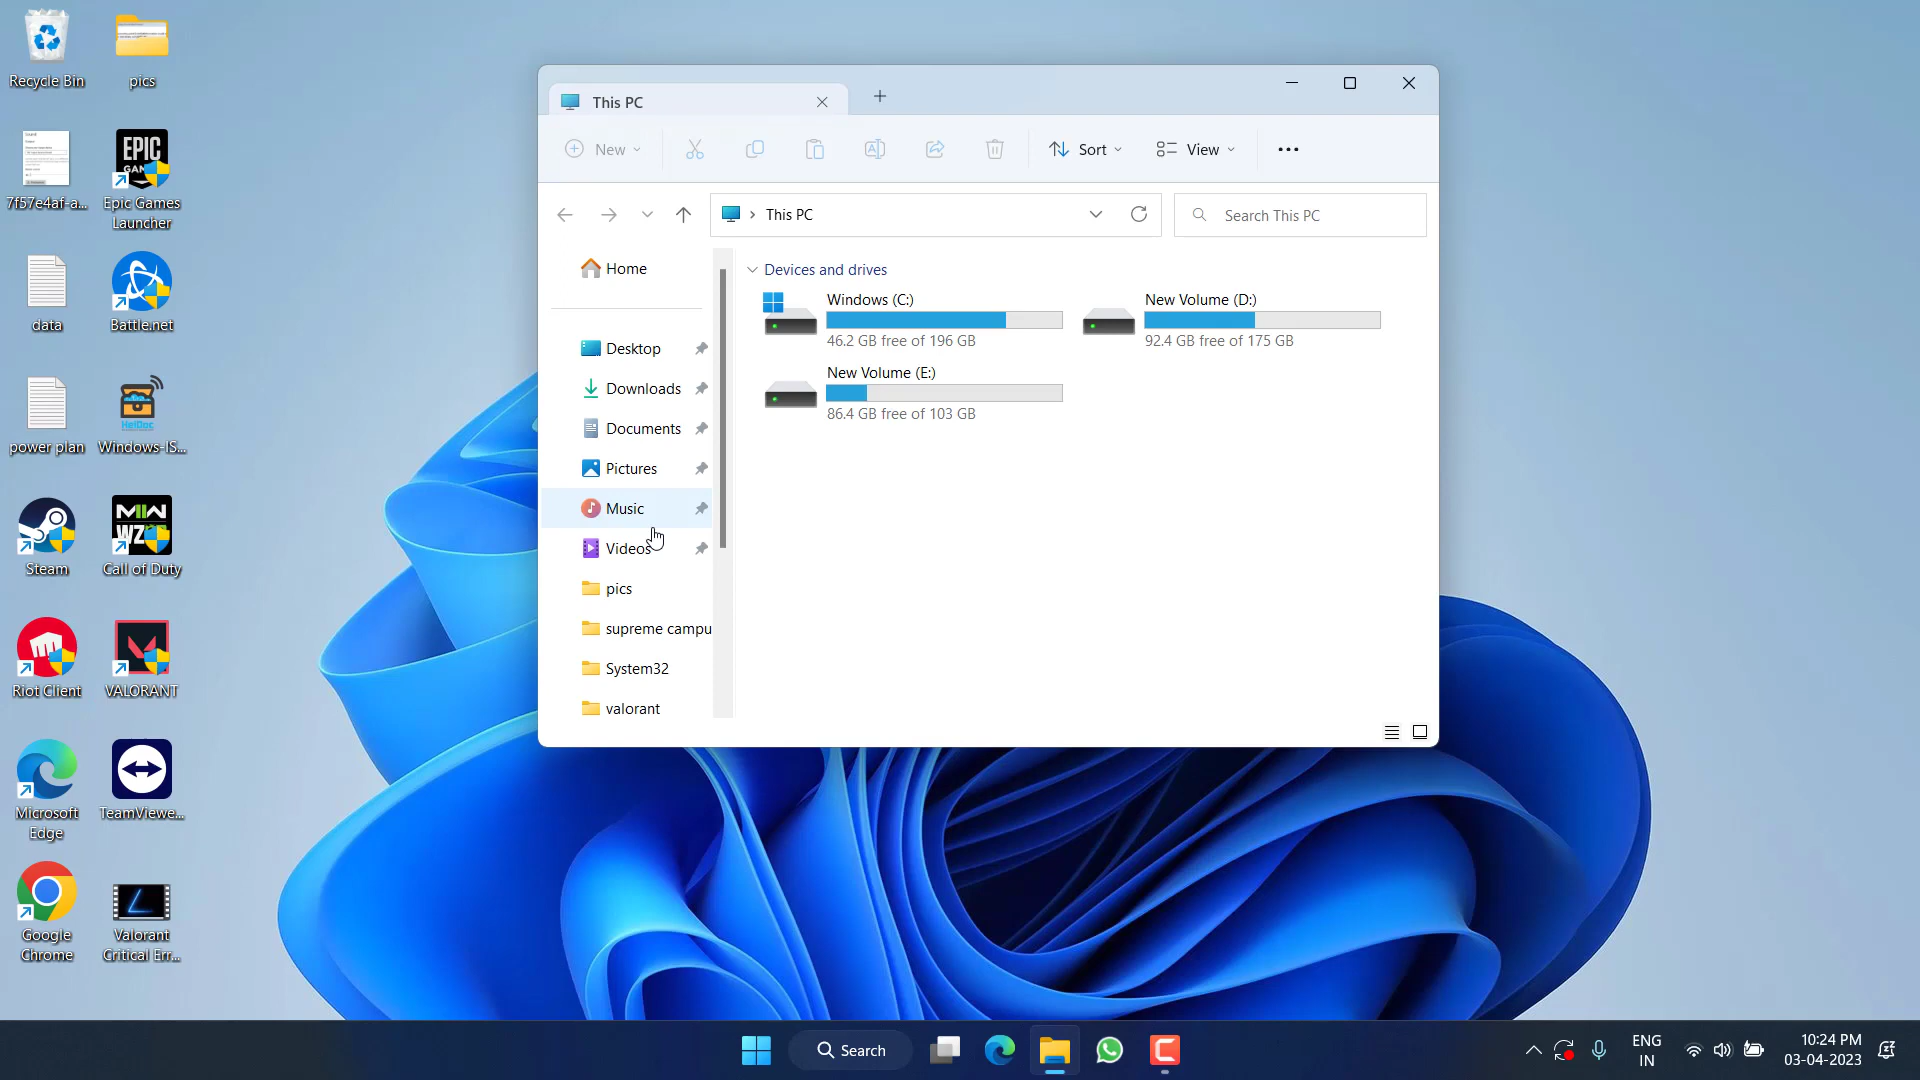 Recycle Bin
pics
7f57e4af-a...
Epic Games
Launcher
data
Battle.net
power plan
Windows-IS...
Steam
Call of Duty
Riot Client
VALORANT
Microsoft
Edge
TeamViewe...
Google
Chrome
Valorant
Critical Err...
EPIC
HeiDoc
This PC
New
Sort
View
This PC
Search This PC
Home
Desktop
Downloads
Documents
Pictures
Music
Videos
pics
supreme campu
System32
valorant
Devices and drives
Windows (C:)
46.2 GB free of 196 GB
New Volume (D:)
92.4 GB free of 175 GB
New Volume (E:)
86.4 GB free of 103 GB
Search
ENG
IN
10:24 PM
03-04-2023